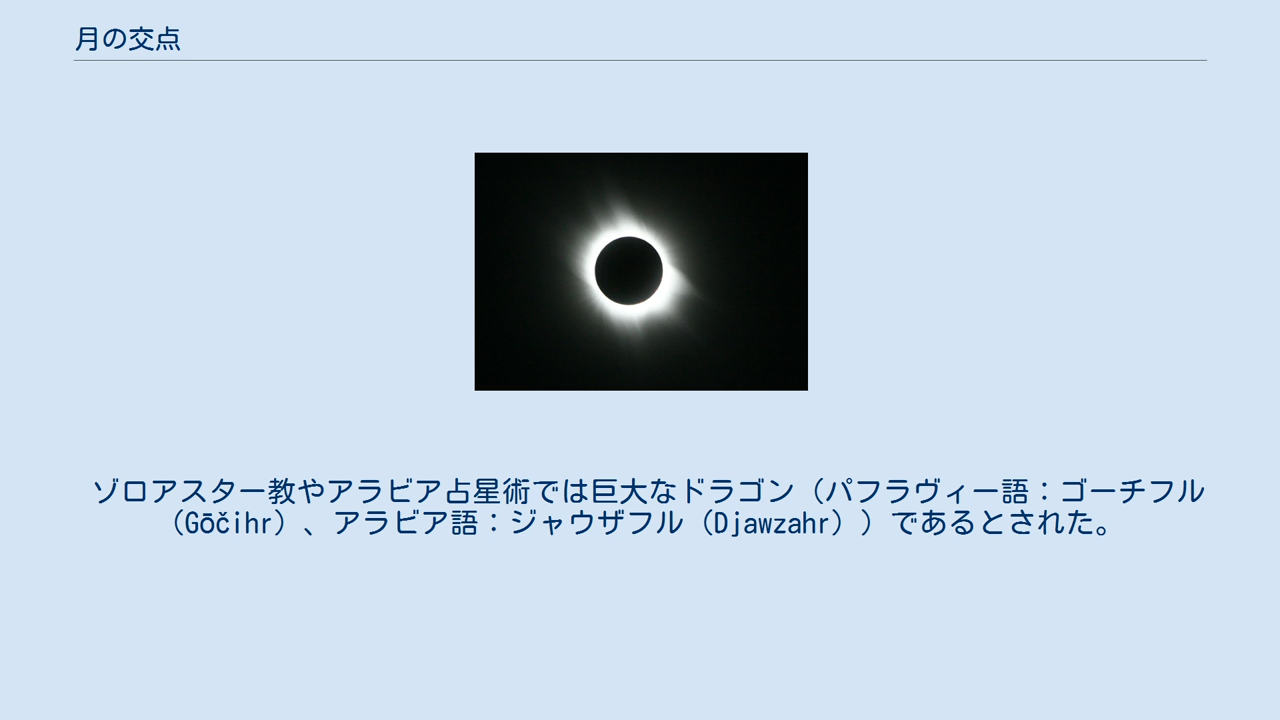 月の交点
ゾロアスター教やアラビア占星術では巨大なドラゴン（パフラヴィー語：ゴーチフル
（Gōčihr）、アラビア語：ジャウザフル（Djawzahr））であるとされた。